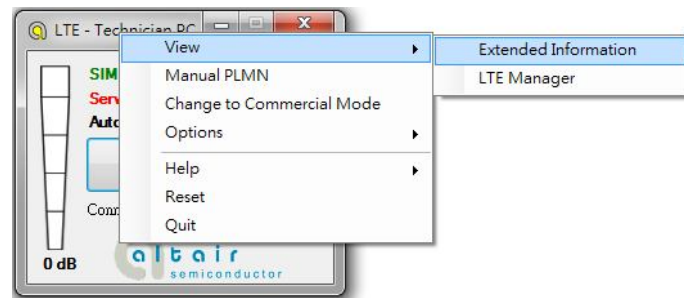 LTE - Technician PC
View
Extended Information
SIM
Manual PLMN
LTE Manager
Serv
Change to Commercial Mode
Auto
Options
Help
Conn
Reset
Quit
0 dB
altair
semiconductor